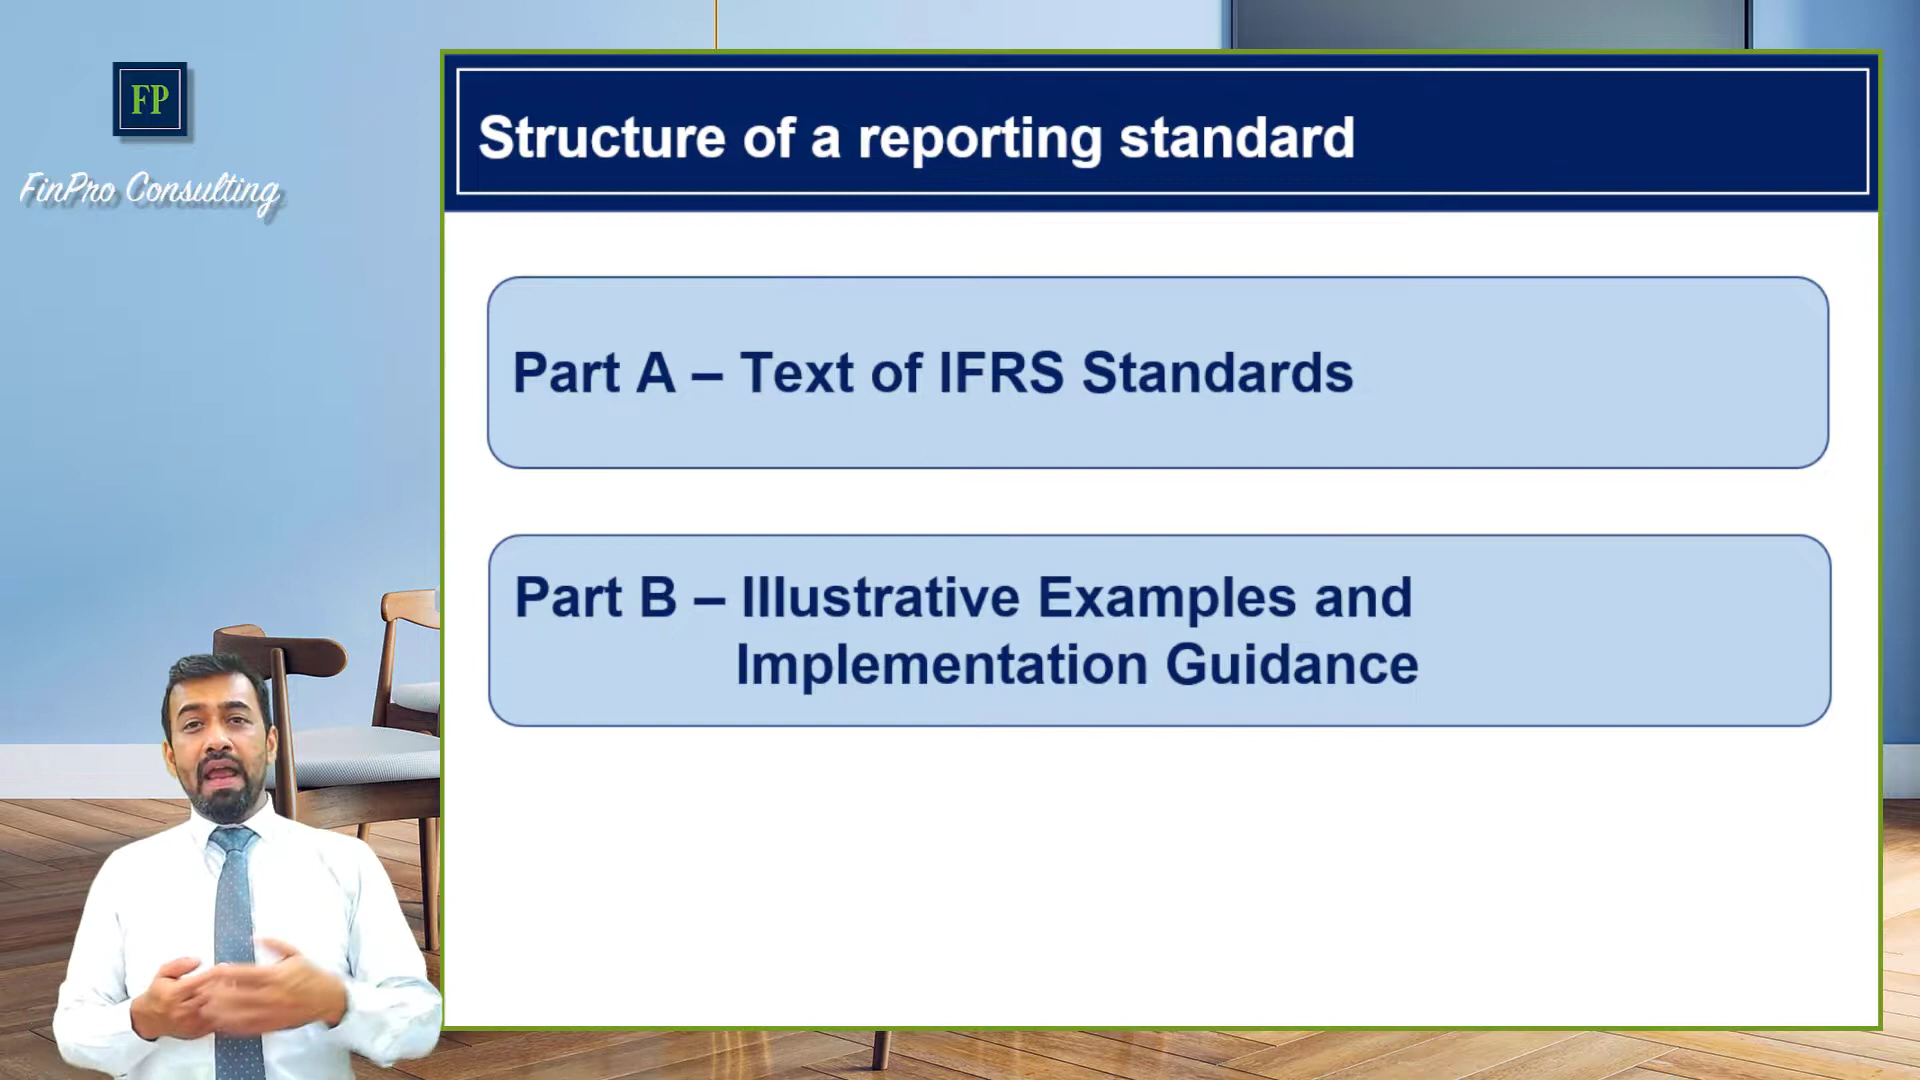 FP
FinPro Consulting
Structure of a reporting standard
Part A – Text of IFRS Standards
Part B – Illustrative Examples and
Implementation Guidance